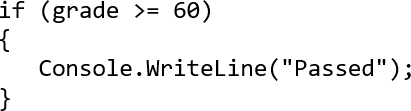 if (grade >= 60)
{
   Console.WriteLine("Passed");
}